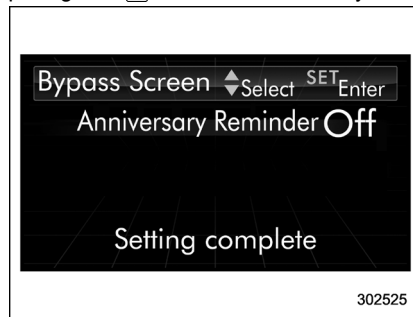 Bypass Screen Select SET Enter
Anniversary Reminder Off
Setting complete
302525